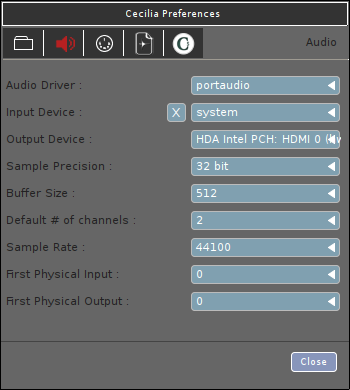 Cecilia Preferences
Audio
Audio Driver : portaudio
Input Device : X system
Output Device : HDA Intel PCH: HDMI 0
Sample Precision : 32 bit
Buffer Size : 512
Default # of channels : 2
Sample Rate : 44100
First Physical Input : 0
First Physical Output : 0
Close